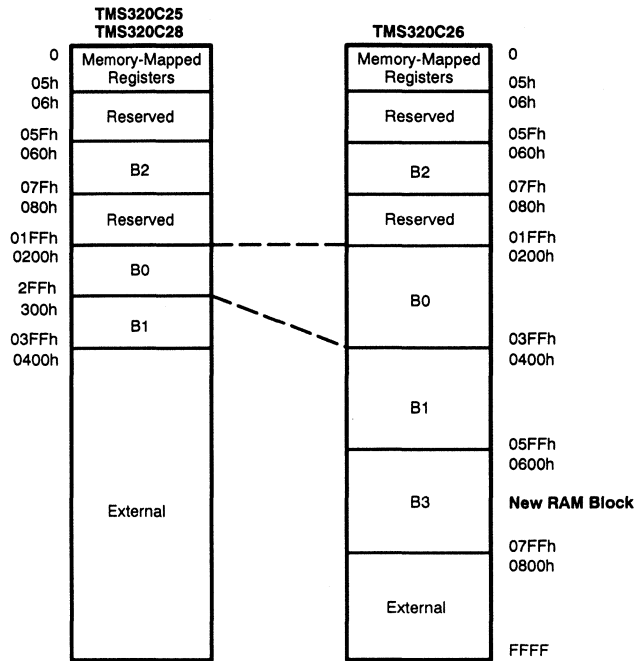 TMS320C25
TMS320C28
0
Memory-Mapped
Registers
05h
06h
Reserved
05Fh
060h
B2
07Fh
080h
Reserved
01FFh
0200h
B0
2FFh
300h
B1
03FFh
0400h
External
TMS320C26
Memory-Mapped
Registers
0
05h
06h
Reserved
05Fh
060h
B2
07Fh
080h
Reserved
01FFh
0200h
B0
03FFh
0400h
B1
05FFh
0600h
B3
New RAM Block
07FFh
0800h
External
FFFF